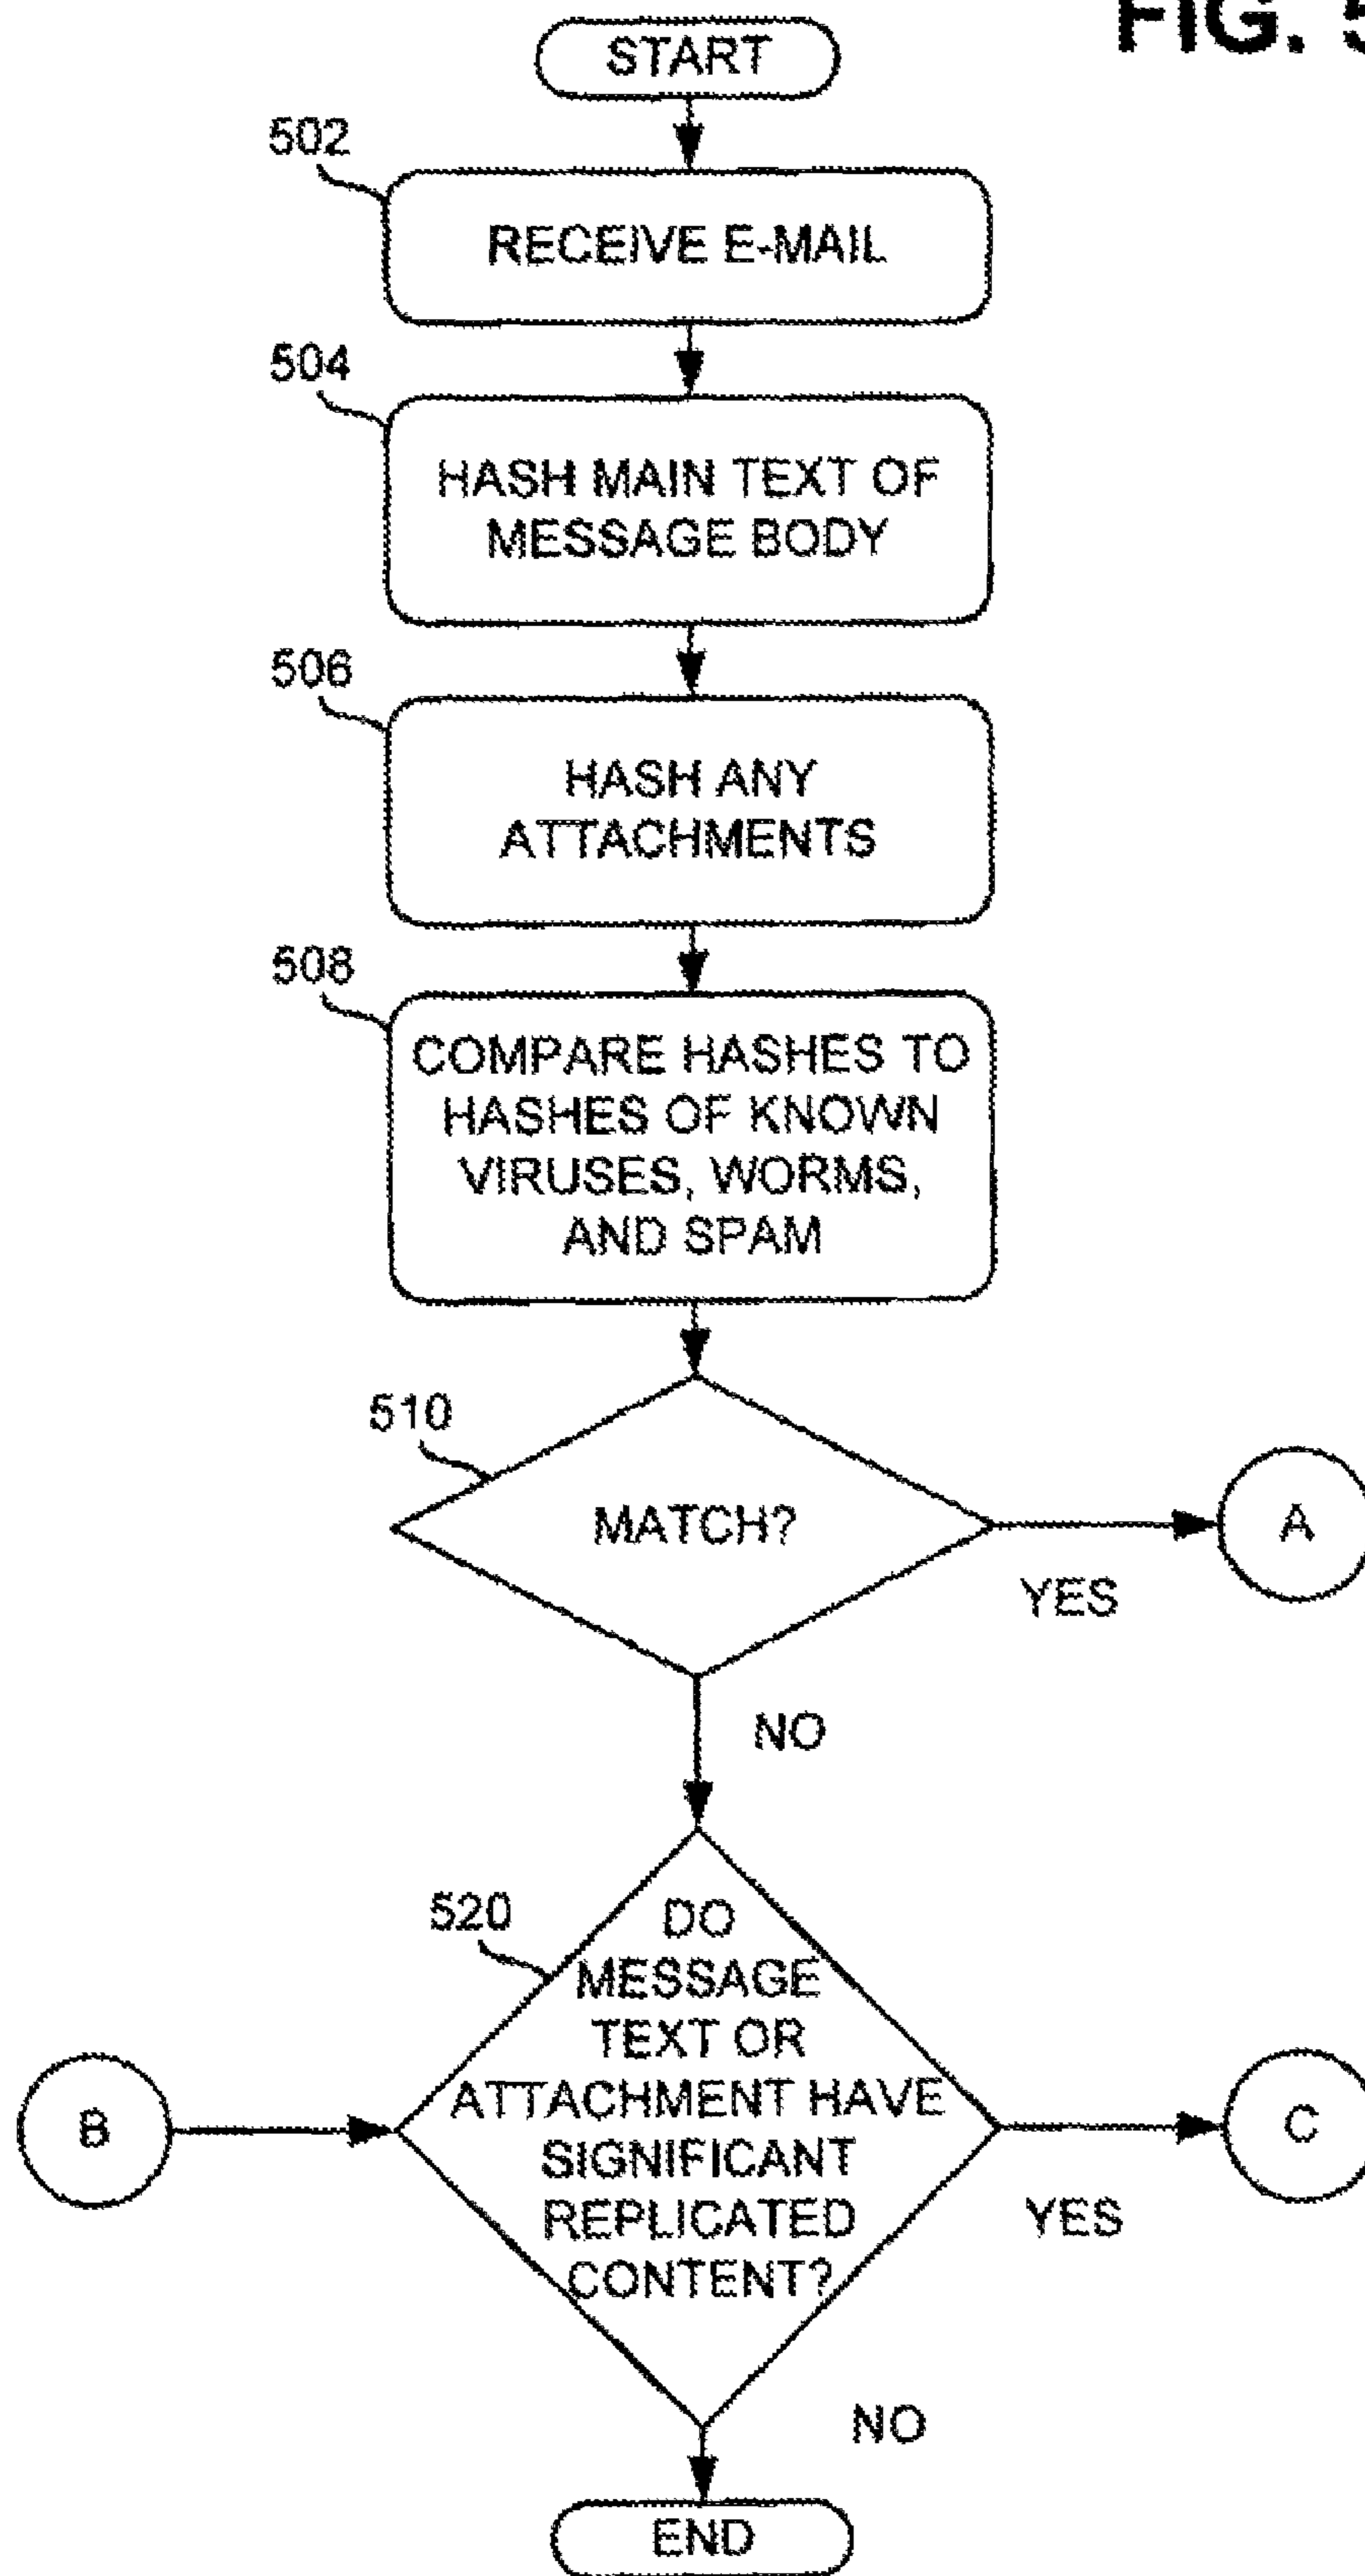 FIG. 5
START
502
RECEIVE E-MAIL
504
HASH MAIN TEXT OF
MESSAGE BODY
506
HASH ANY
ATTACHMENTS
508
COMPARE HASHES TO
HASHES OF KNOWN
VIRUSES, WORMS,
AND SPAM
510
MATCH?
A
YES
NO
520
DO
MESSAGE
TEXT OR
ATTACHMENT HAVE
SIGNIFICANT
REPLICATED
CONTENT?
B
C
YES
NO
END